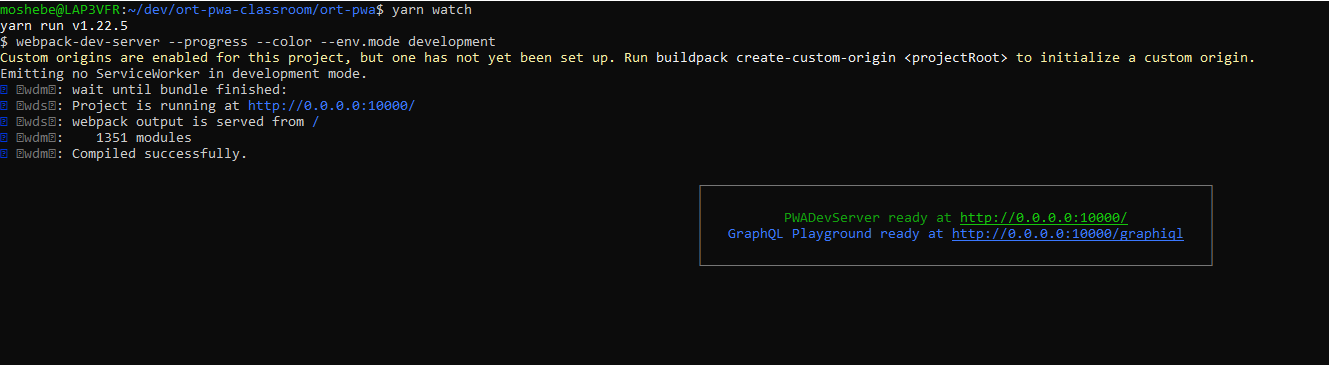 moshebe@LAP3VFR:~/dev/ort-pwa-classroom/ort-pwa$ yarn watch
yarn run v1.22.5
$ webpack-dev-server --progress --color --env.mode development
Custom origins are enabled for this project, but one has not yet been set up. Run buildpack create-custom-origin <projectRoot> to initialize a custom origin.
Emitting no ServiceWorker in development mode.
wdm: wait until bundle finished:
wds: Project is running at http://0.0.0.0:10000/
wds: webpack output is served from /
wdm: 1351 modules
wdm: Compiled successfully.
PWADevServer ready at http://0.0.0.0:10000/
GraphQL Playground ready at http://0.0.0.0:10000/graphiql